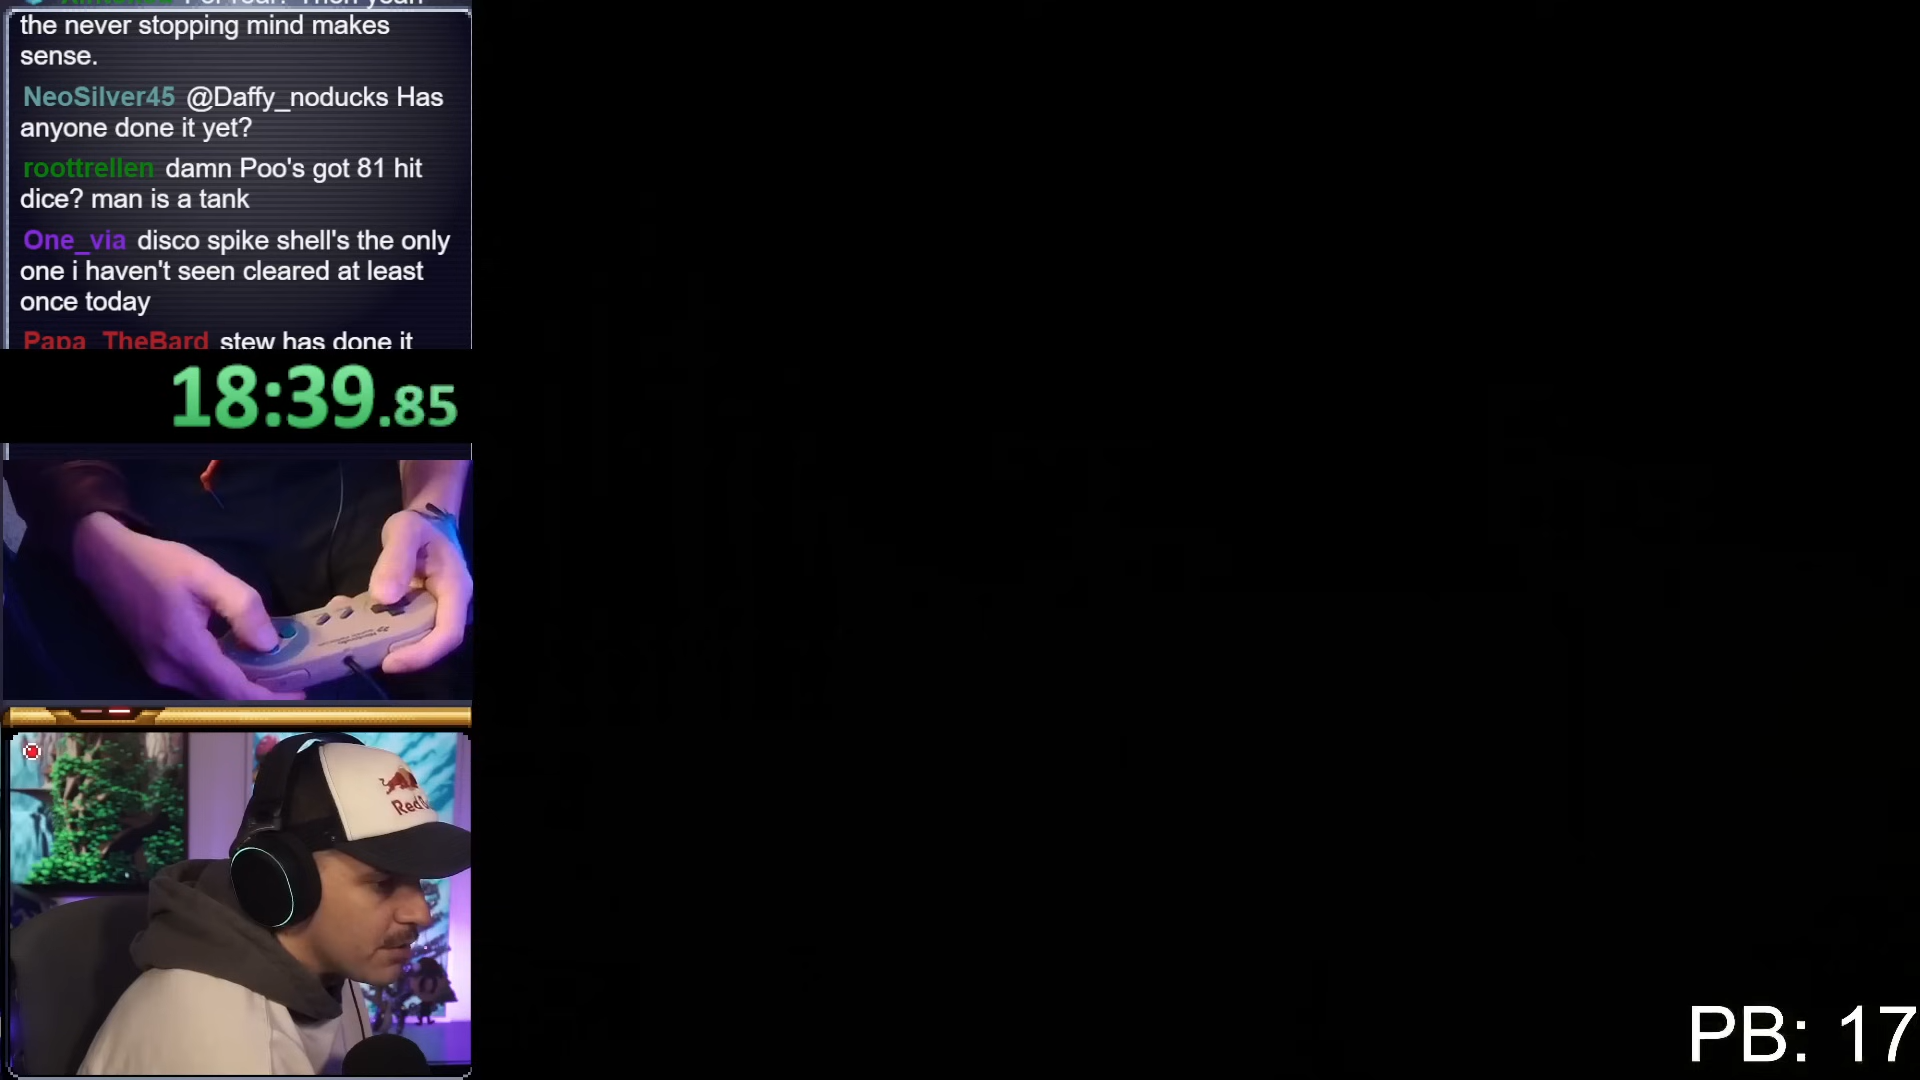 the never stopping mind makes
sense.
NeoSilver45 @Daffy_noducks Has
anyone done it yet?
roottrellen damn Poo's got 81 hit
dice? man is a tank
One_via disco spike shell's the only
one i haven't seen cleared at least
once today
Papa_TheBard stew has done it
18:39.85
Red
PB: 17